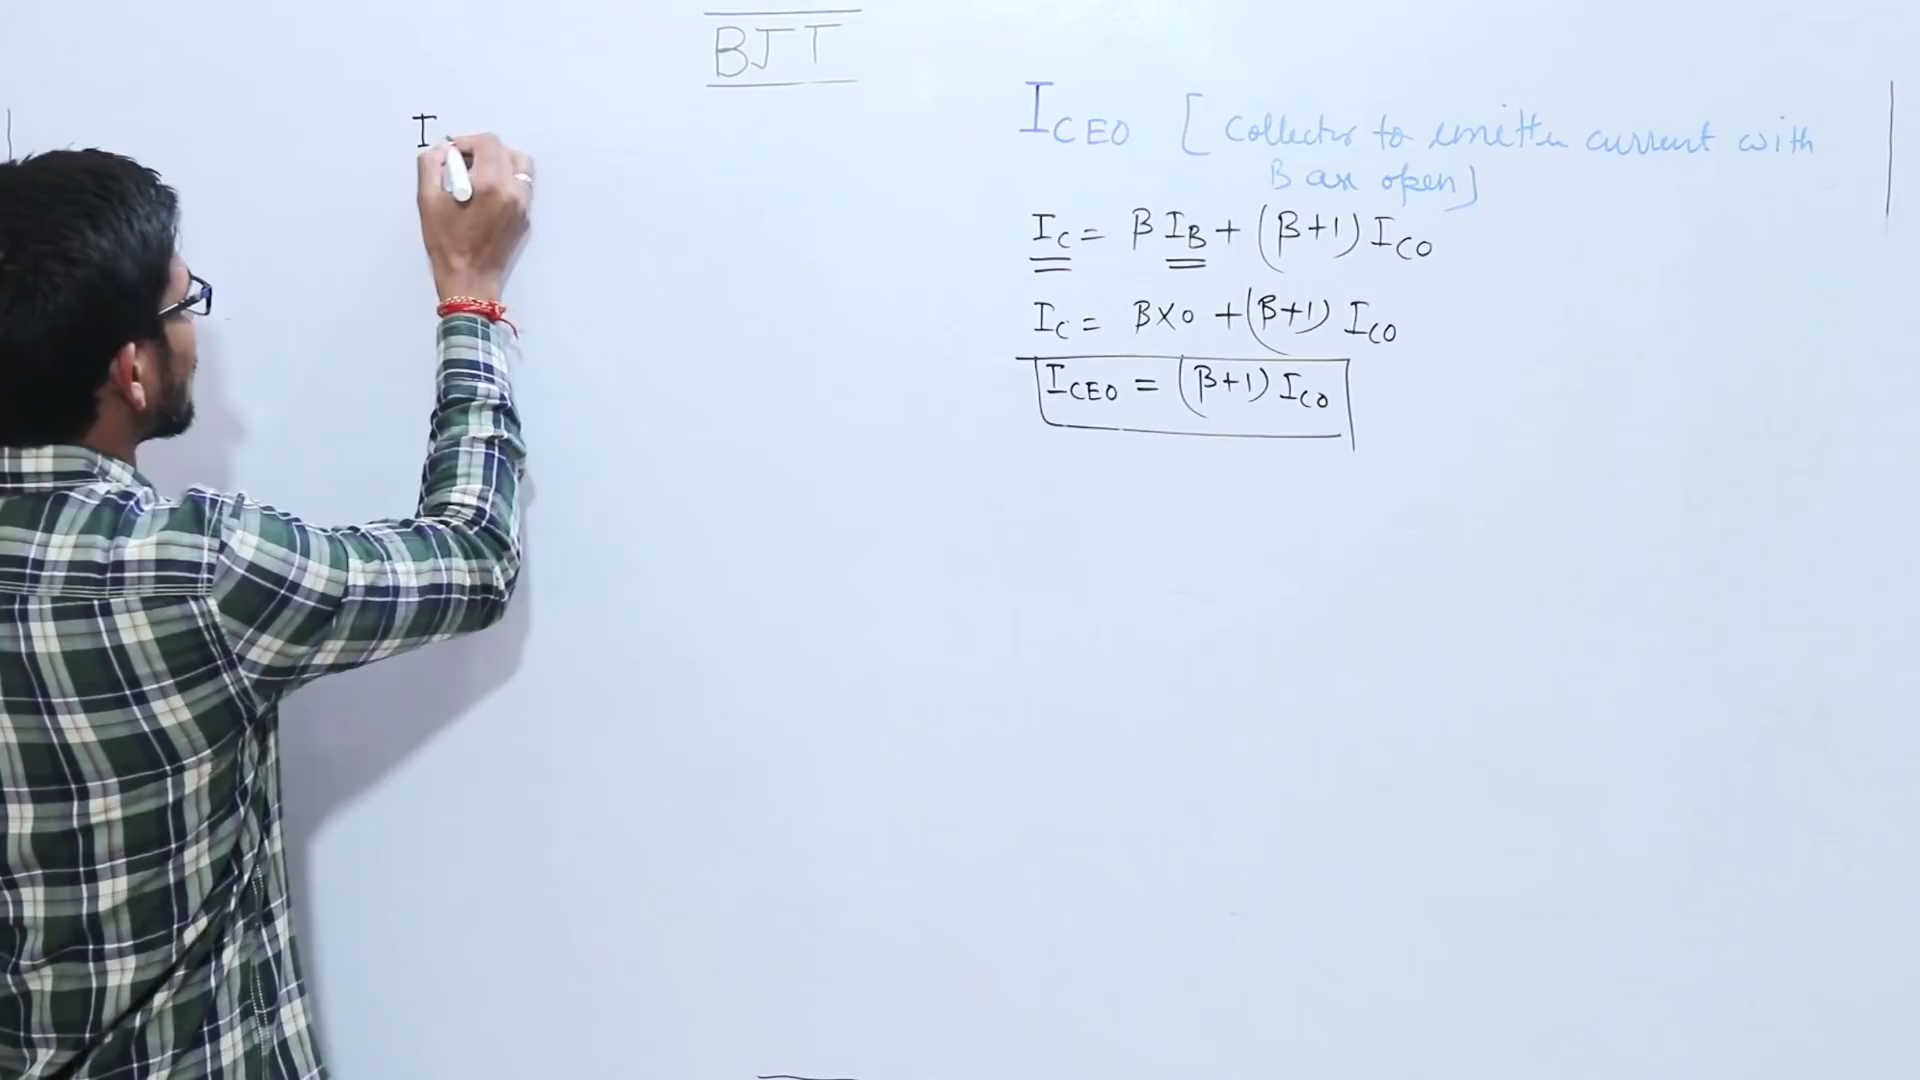 BJT
I
I_CEO [Collector to emitter current with
B as open]
I_C = β I_B + (β+1) I_CO
I_C = β×0 + (β+1) I_CO
I_CEO = (β+1) I_CO